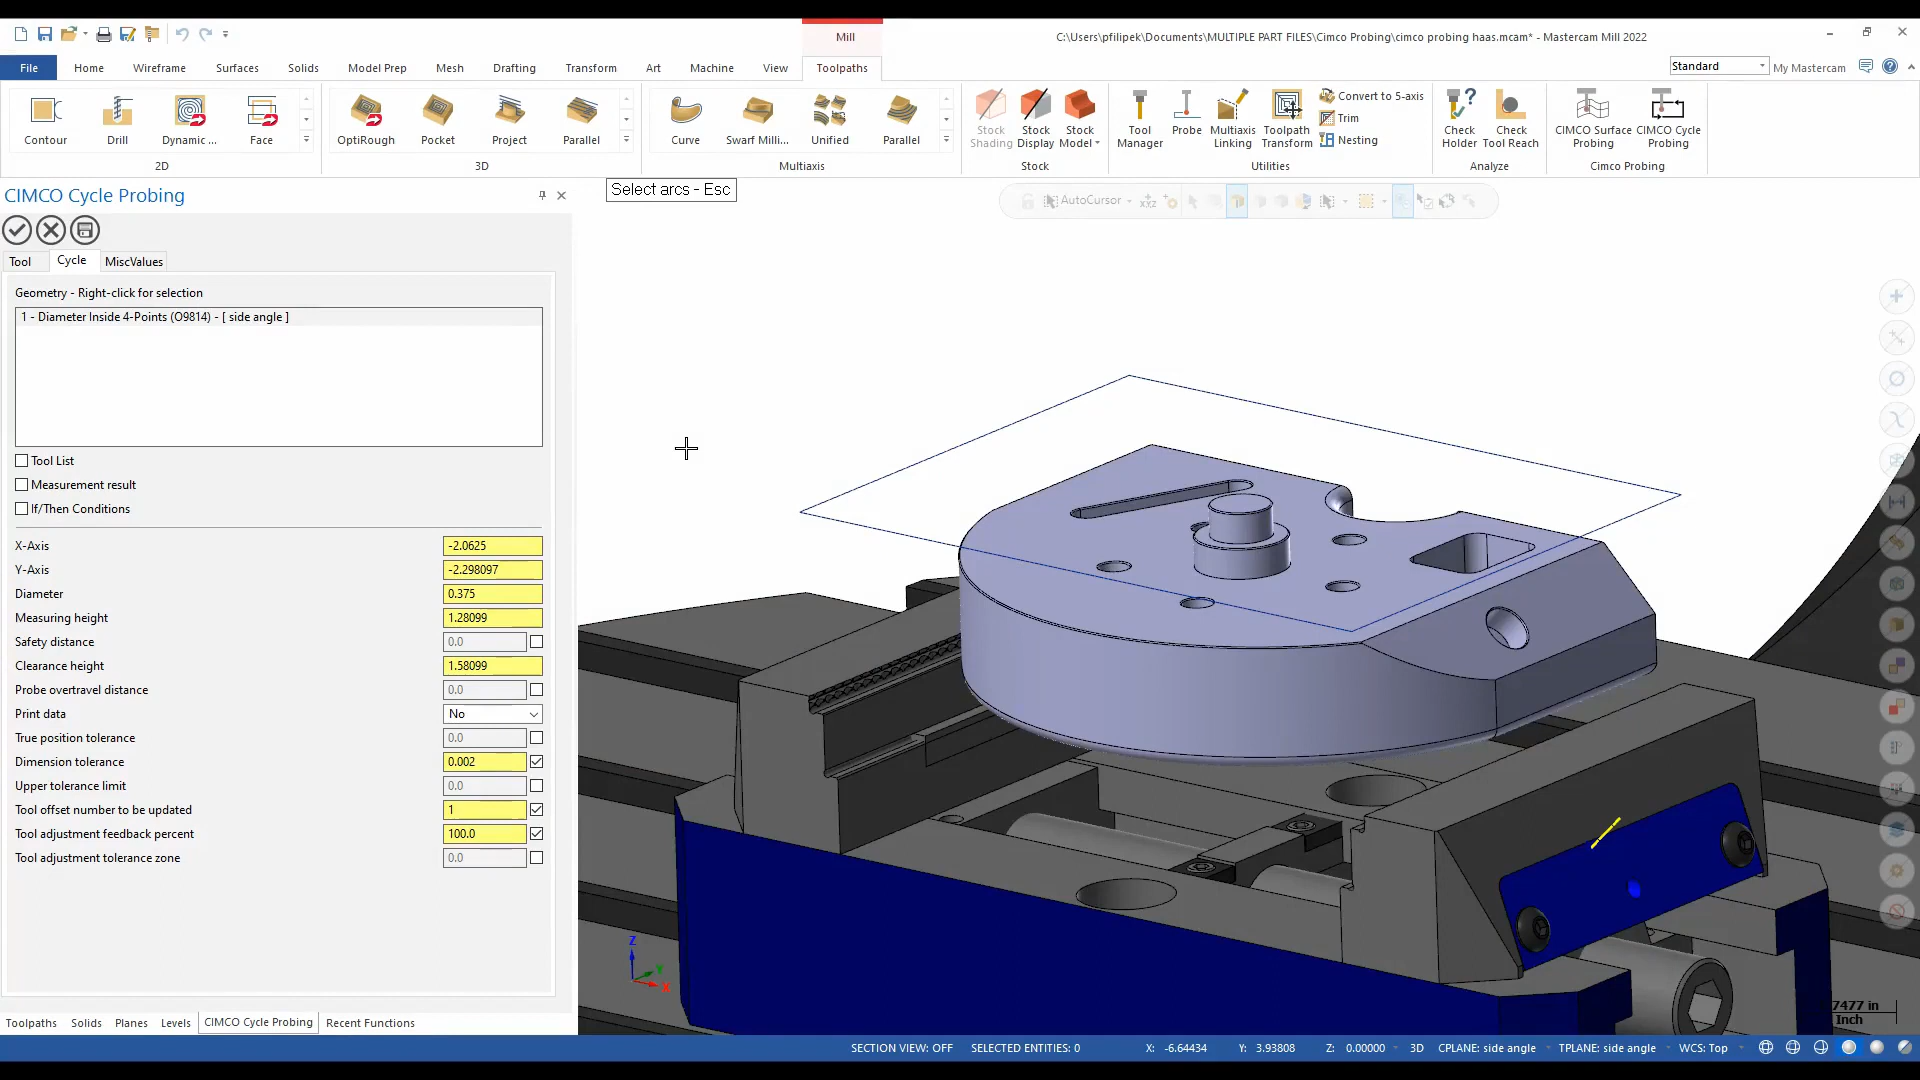 Mill
C:\Users\pfilipek\Documents\MULTIPLE PART FILES\Cimco Probing\cimco probing haas.mcam* - Mastercam Mill 2022
File Home Wireframe Surfaces Solids Model Prep Mesh Drafting Transform Art Machine View Toolpaths
Standard My Mastercam
Contour Drill Dynamic ... Face
2D
OptiRough Pocket Project Parallel
3D
Curve Swarf Milli... Unified Parallel
Multiaxis
Stock Shading Stock Display Stock Model
Stock
Tool Manager Probe Multiaxis Linking Toolpath Transform
Convert to 5-axis
Trim
Nesting
Utilities
Check Holder Check Tool Reach
Analyze
CIMCO Surface Probing CIMCO Cycle Probing
Cimco Probing
CIMCO Cycle Probing
Select arcs - Esc
AutoCursor
Tool Cycle MiscValues
Geometry - Right-click for selection
1 - Diameter Inside 4-Points (O9814) - [ side angle ]
Tool List
Measurement result
If/Then Conditions
X-Axis -2.0625
Y-Axis -2.298097
Diameter 0.375
Measuring height 1.28099
Safety distance 0.0
Clearance height 1.58099
Probe overtravel distance 0.0
Print data No
True position tolerance 0.0
Dimension tolerance 0.002
Upper tolerance limit 0.0
Tool offset number to be updated 1
Tool adjustment feedback percent 100.0
Tool adjustment tolerance zone 0.0
Z
Y
X
7477 in
Inch
Toolpaths Solids Planes Levels CIMCO Cycle Probing Recent Functions
SECTION VIEW: OFF SELECTED ENTITIES: 0 X: -6.64434 Y: 3.93808 Z: 0.00000 3D CPLANE: side angle TPLANE: side angle WCS: Top